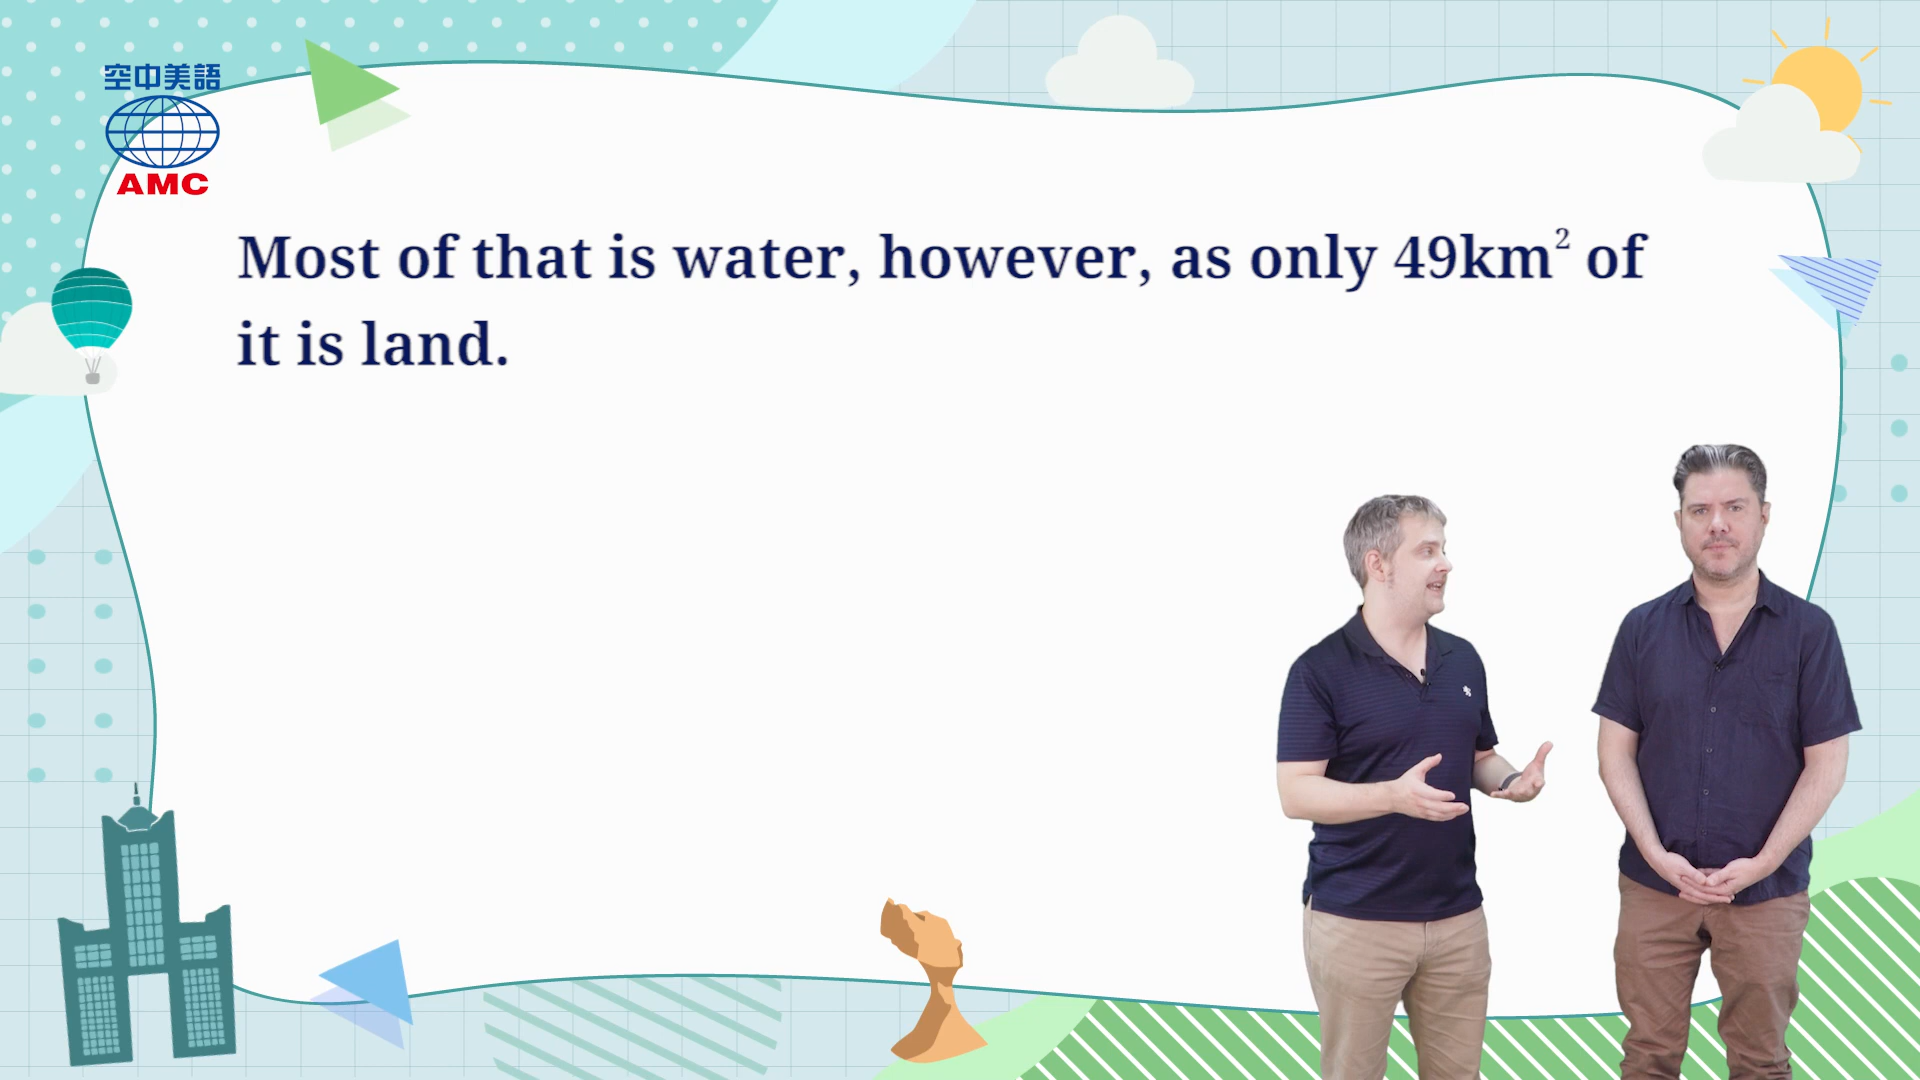 空中美語
AMC
Most of that is water, however, as only 49km² of
it is land.